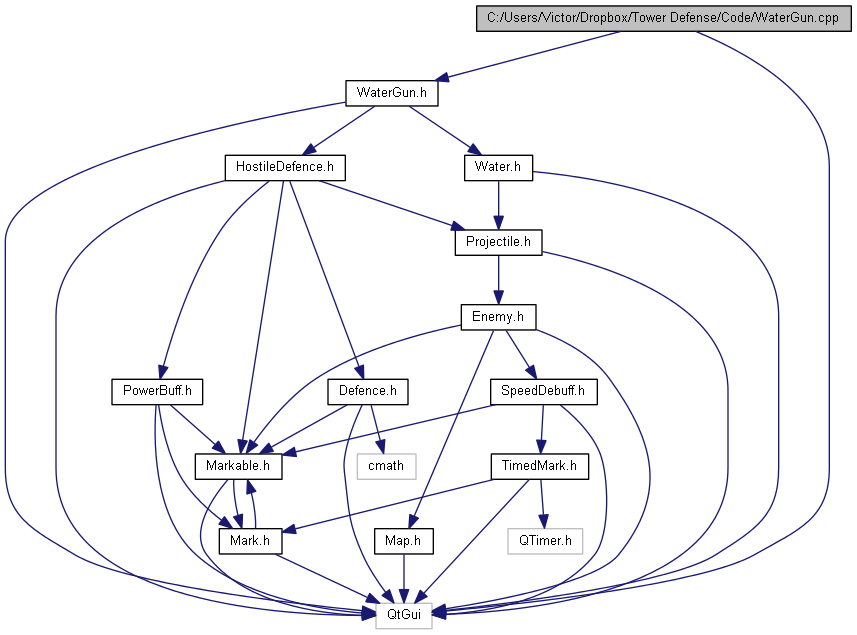 C:/Users/Victor/Dropbox/Tower Defense/Code/WaterGun.cpp
WaterGun.h
HostileDefence.h
Water.h
Projectile.h
Enemy.h
PowerBuff.h
Defence.h
SpeedDebuff.h
Markable.h
cmath
TimedMark.h
Mark.h
Map.h
QTimer.h
QtGui